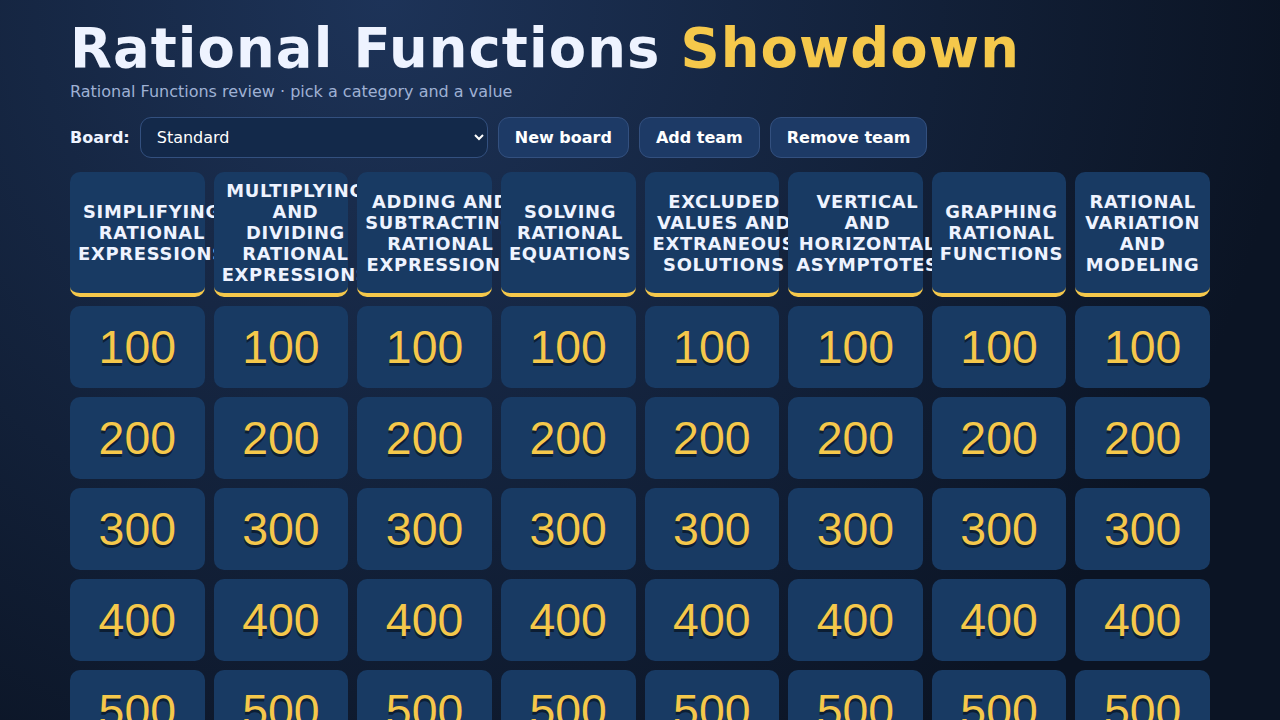 Rational Functions Showdown
Rational Functions review · pick a category and a value
Board: Standard New board Add team Remove team
SIMPLIFYING
RATIONAL
EXPRESSIONS
MULTIPLYING
AND
DIVIDING
RATIONAL
EXPRESSION
ADDING AND
SUBTRACTIN
RATIONAL
EXPRESSION
SOLVING
RATIONAL
EQUATIONS
EXCLUDED
VALUES AND
EXTRANEOUS
SOLUTIONS
VERTICAL
AND
HORIZONTAL
ASYMPTOTES
GRAPHING
RATIONAL
FUNCTIONS
RATIONAL
VARIATION
AND
MODELING
100 100 100 100 100 100 100 100
200 200 200 200 200 200 200 200
300 300 300 300 300 300 300 300
400 400 400 400 400 400 400 400
500 500 500 500 500 500 500 500